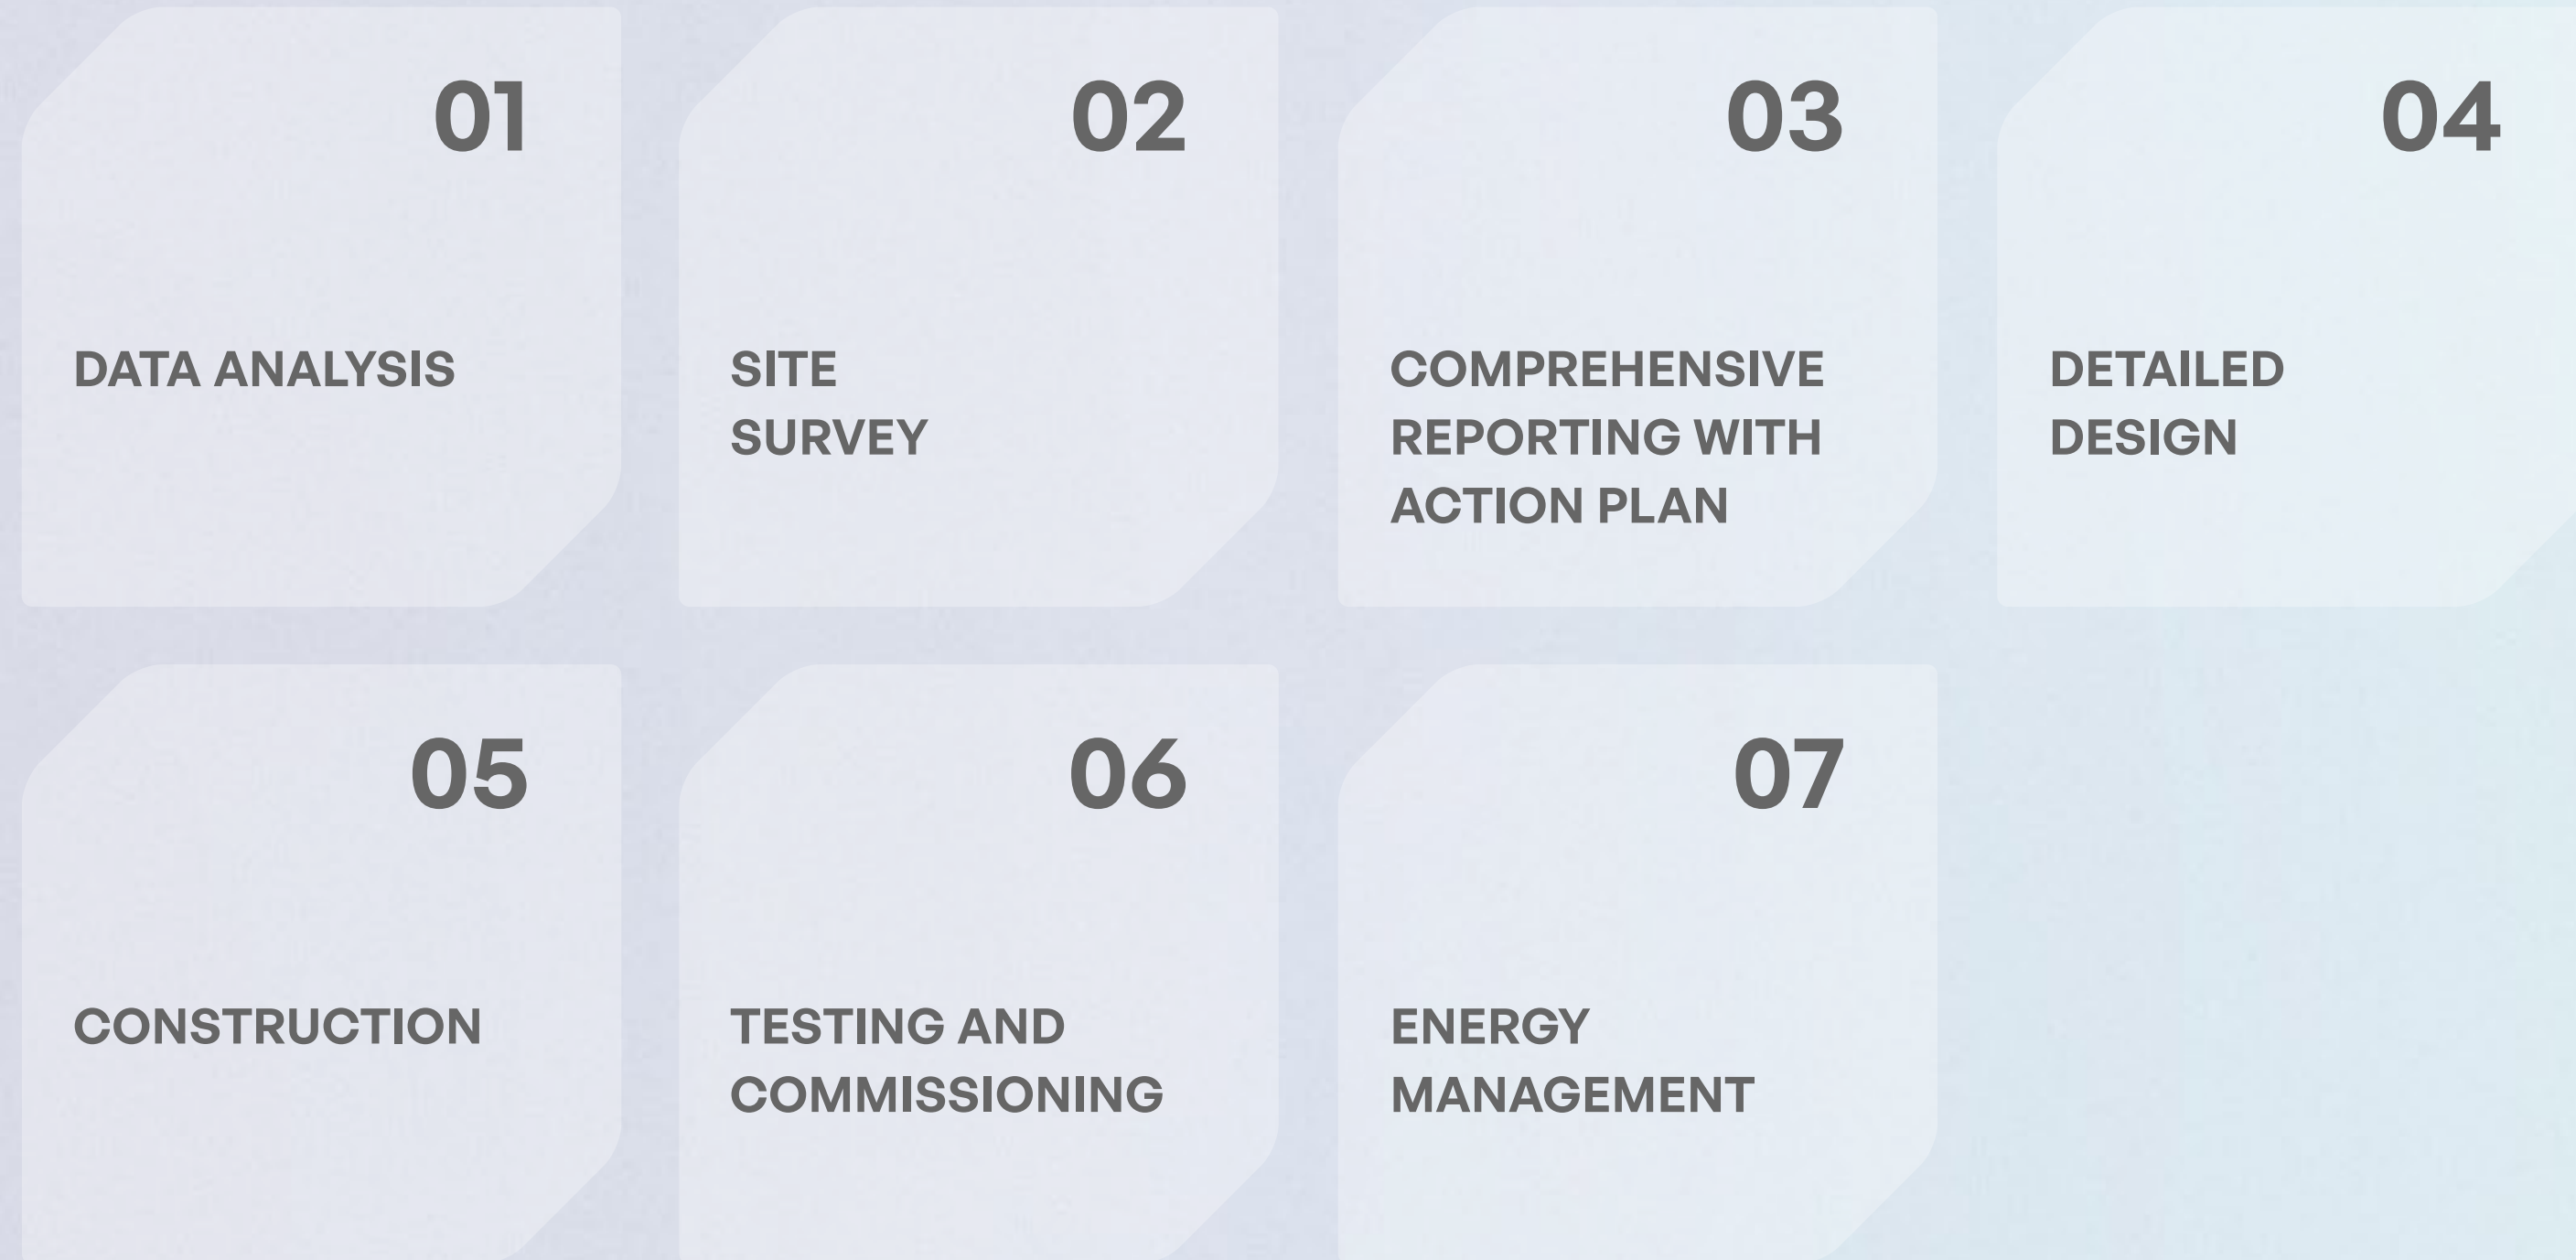 01
DATA ANALYSIS
02
SITE
SURVEY
03
COMPREHENSIVE
REPORTING WITH
ACTION PLAN
04
DETAILED
DESIGN
05
CONSTRUCTION
06
TESTING AND
COMMISSIONING
07
ENERGY
MANAGEMENT